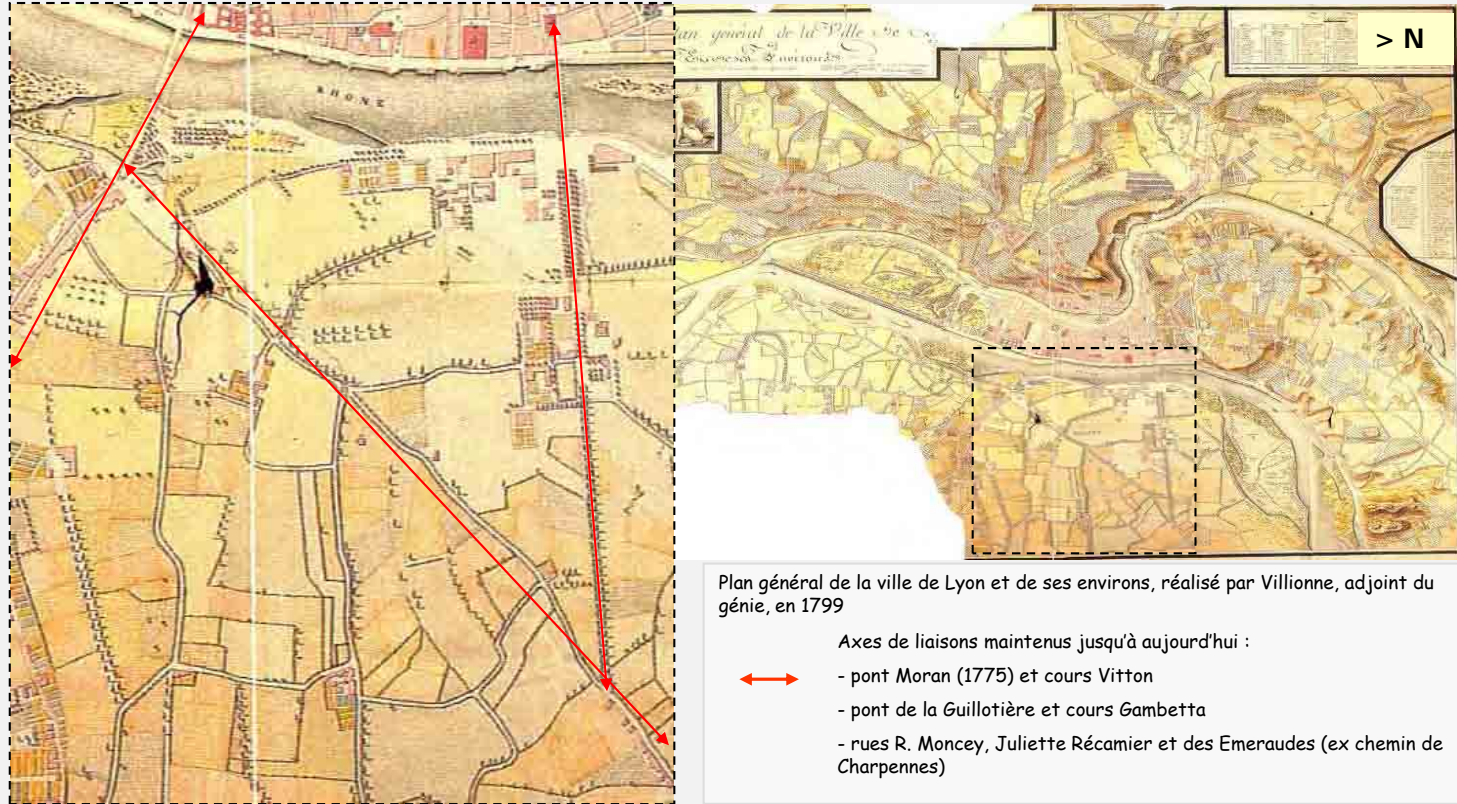 RHONE
Plan général de la Ville de
> N
Plan général de la ville de Lyon et de ses environs, réalisé par Villionne, adjoint du
génie, en 1799
Axes de liaisons maintenus jusqu'à aujourd'hui :
- pont Moran (1775) et cours Vitton
- pont de la Guillotière et cours Gambetta
- rues R. Moncey, Juliette Récamier et des Emeraudes (ex chemin de
Charpennes)